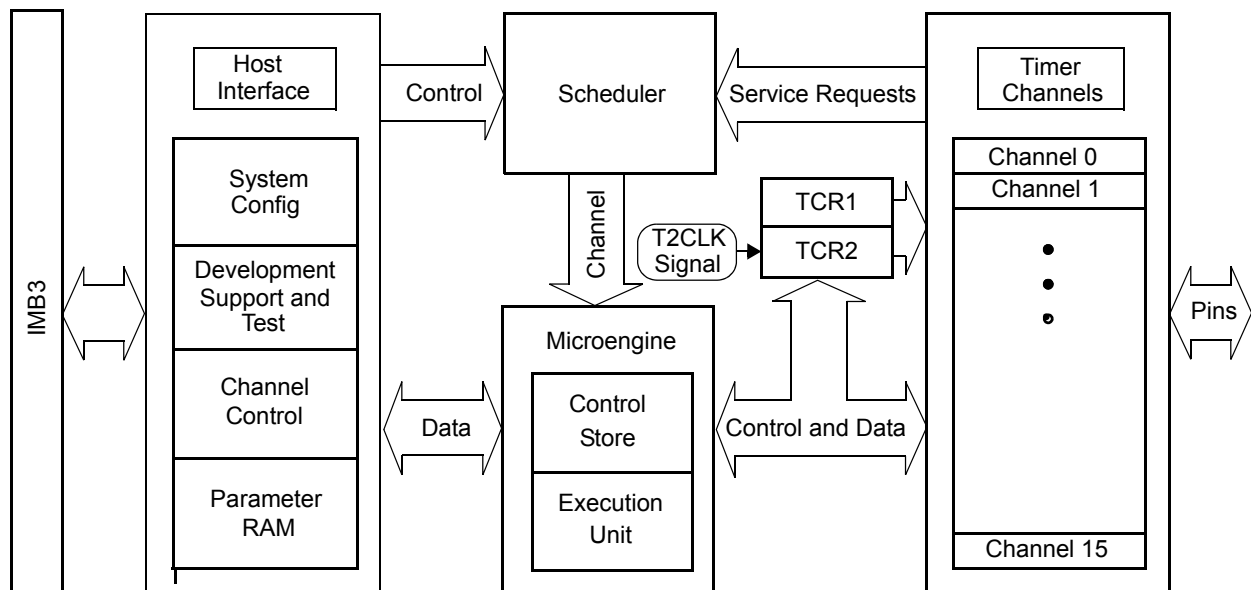 IMB3
Host
Interface
System
Config
Development
Support and
Test
Channel
Control
Parameter
RAM
Control
Data
Scheduler
Channel
Microengine
Control
Store
Execution
Unit
Service Requests
T2CLK
Signal
TCR1
TCR2
Control and Data
Timer
Channels
Channel 0
Channel 1
Channel 15
Pins